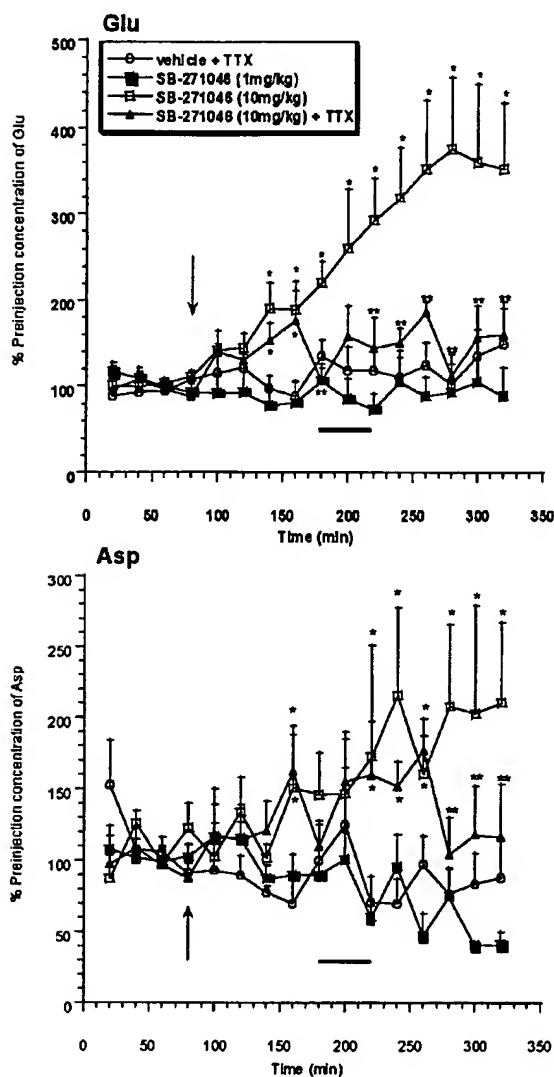 Glu
500
400
300
200
100
0
% Preinjection concentration of Glu
vehicle + TTX
SB-271046 (1mg/kg)
SB-271046 (10mg/kg)
SB-271046 (10mg/kg) + TTX
* * * * * * * * * *
* *
** ** ** ** ** ** **
**
0 50 100 150 200 250 300 350
Time (min)
Asp
300
250
200
150
100
50
0
% Preinjection concentration of Asp
* * * * * * *
* * * *
** ** **
0 50 100 150 200 250 300 350
Time (min)